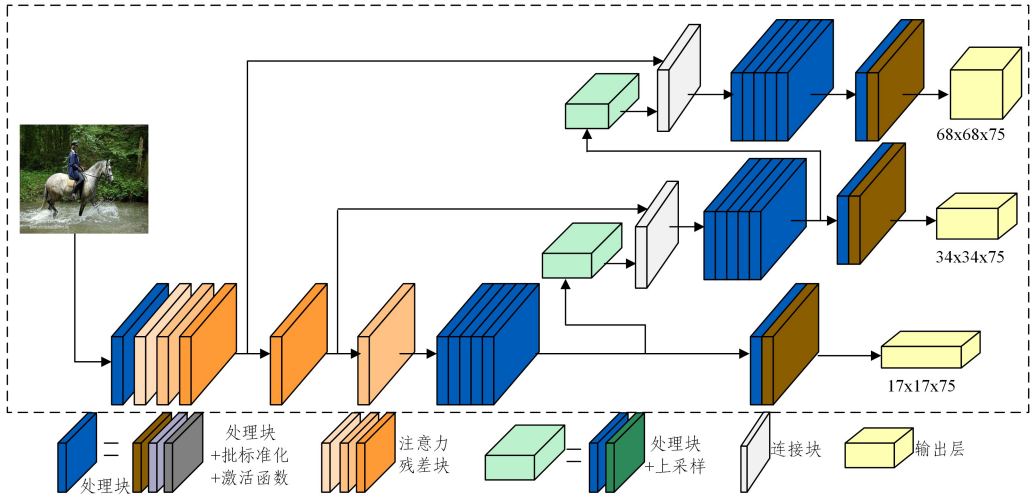 68x68x75
34x34x75
17x17x75
处理块
处理块
+批标准化
+激活函数
注意力
残差块
处理块
+上采样
连接块
输出层